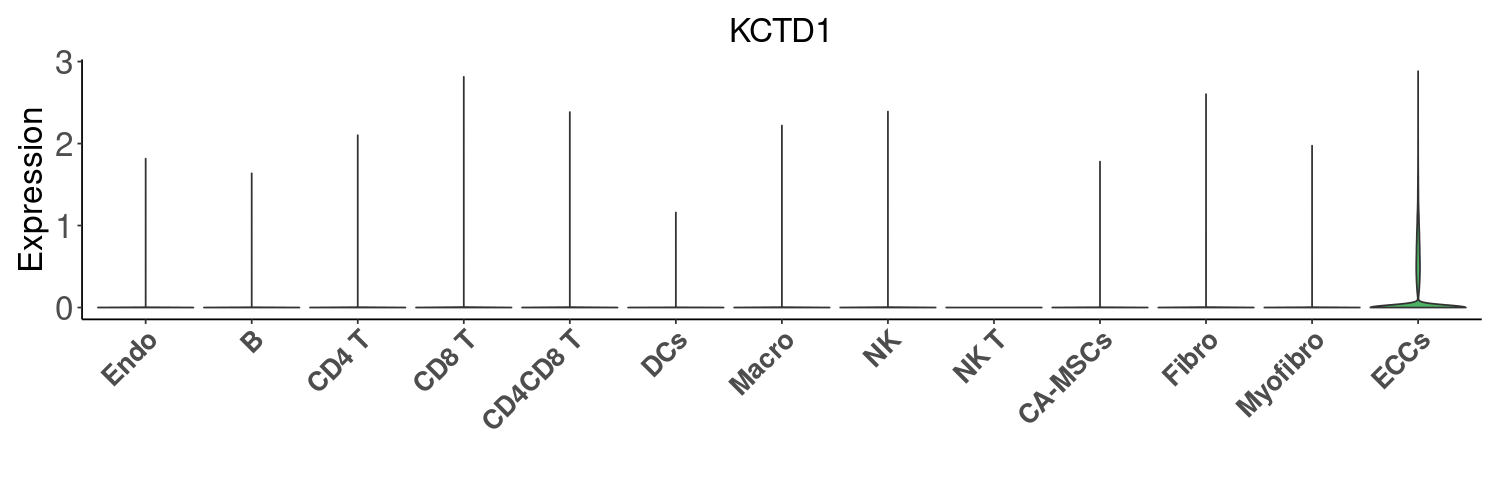 KCTD1
Expression
3
2
1
0
Endo
B
CD4 T
CD8 T
CD4CD8 T
DCs
Macro
NK
NK T
CA-MSCs
Fibro
Myofibro
ECCs